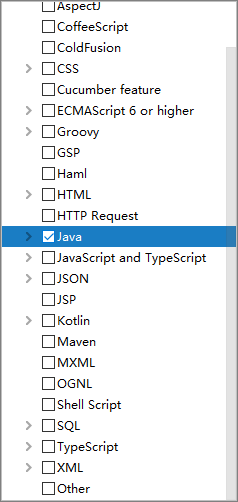 AspectJ
CoffeeScript
ColdFusion
CSS
Cucumber feature
ECMAScript 6 or higher
Groovy
GSP
Haml
HTML
HTTP Request
Java
JavaScript and TypeScript
JSON
JSP
Kotlin
Maven
MXML
OGNL
Shell Script
SQL
TypeScript
XML
Other